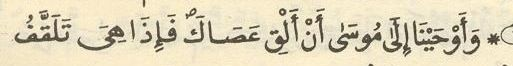 * وَأَوْحَيْنَا إِلَىٰ مُوسَىٰ أَنْ أَلْقِ عَصَاكَ ۖ فَإِذَا هِىَ تَلَقَّفُ